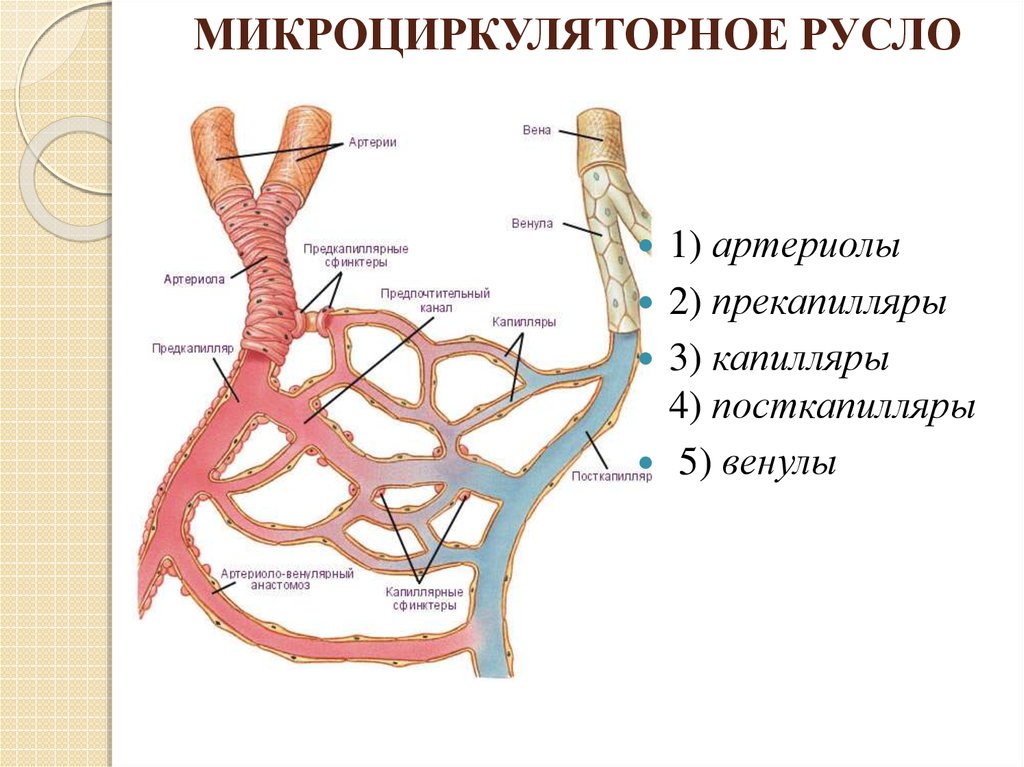 МИКРОЦИРКУЛЯТОРНОЕ РУСЛО
Артерии
Вена
Венула
Предкапиллярные
сфинктеры
Артериола
Предпочтительный
канал
Капилляры
Предкапилляр
Посткапилляр
Артериоло-венулярный
анастомоз
Капиллярные
сфинктеры
• 1) артериолы
• 2) прекапилляры
• 3) капилляры
4) посткапилляры
• 5) венулы